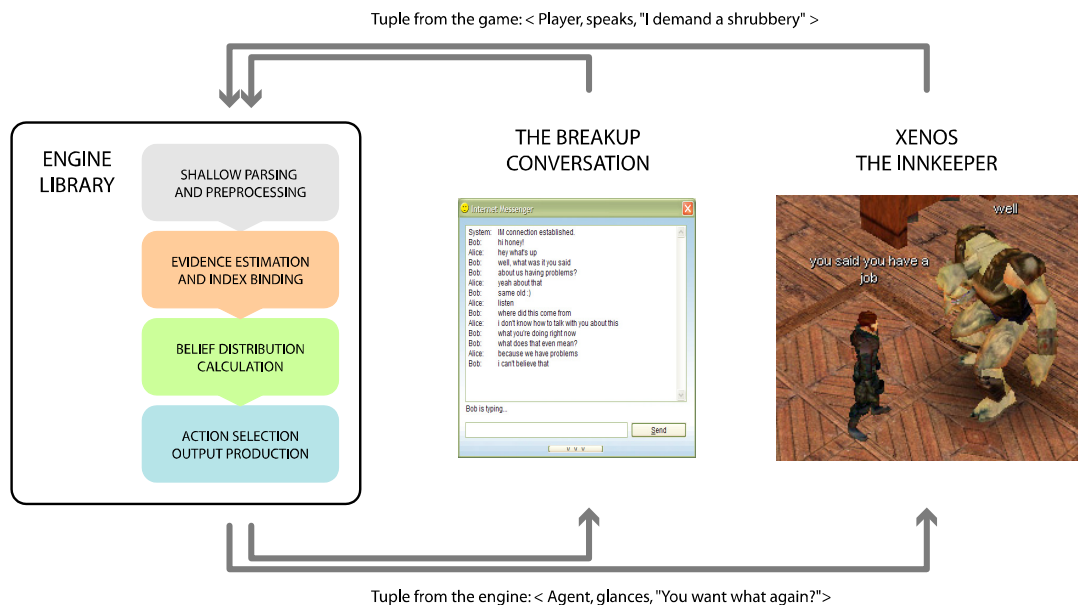 Tuple from the game: < Player, speaks, "I demand a shrubbery" >
ENGINE
LIBRARY
SHALLOW PARSING
AND PREPROCESSING
EVIDENCE ESTIMATION
AND INDEX BINDING
BELIEF DISTRIBUTION
CALCULATION
ACTION SELECTION
OUTPUT PRODUCTION
THE BREAKUP
CONVERSATION
Internet Messenger
System: IM connection established.
Bob: hi honey!
Alice: hey what's up
Bob: well, what was it you said
Bob: about us having problems?
Alice: yeah about that
Bob: same old :)
Alice: listen
Bob: where did this come from
Alice: i don't know how to talk with you about this
Bob: what you're doing right now
Bob: what does that even mean?
Alice: because we have problems
Bob: i can't believe that
Bob is typing...
Send
XENOS
THE INNKEEPER
well
you said you have a
job
Tuple from the engine: < Agent, glances, "You want what again?">